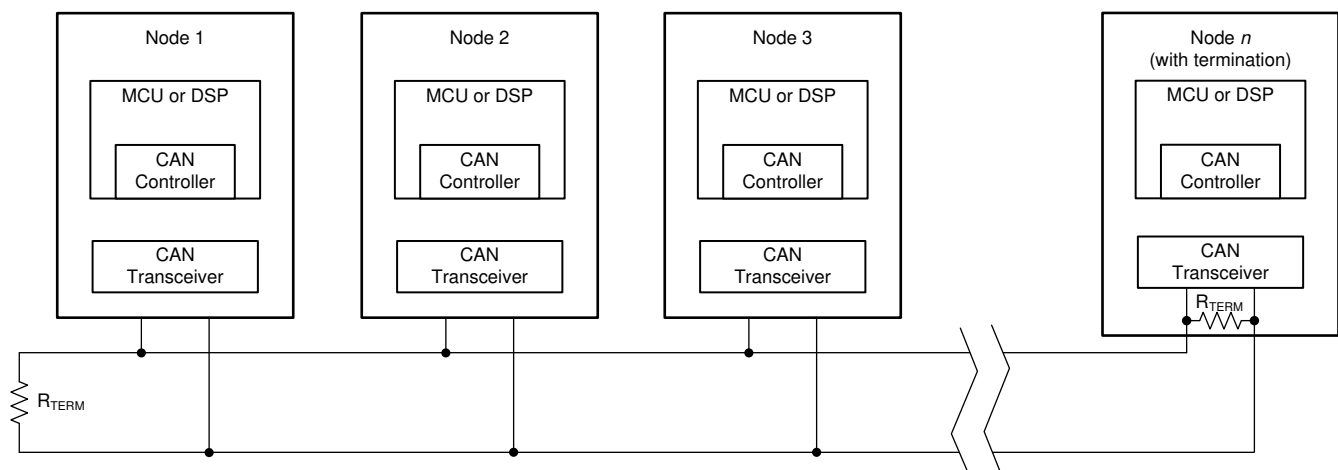 Node 1
MCU or DSP
CAN
Controller
CAN
Transceiver
Node 2
MCU or DSP
CAN
Controller
CAN
Transceiver
Node 3
MCU or DSP
CAN
Controller
CAN
Transceiver
Node n
(with termination)
MCU or DSP
CAN
Controller
CAN
Transceiver
RTERM
RTERM